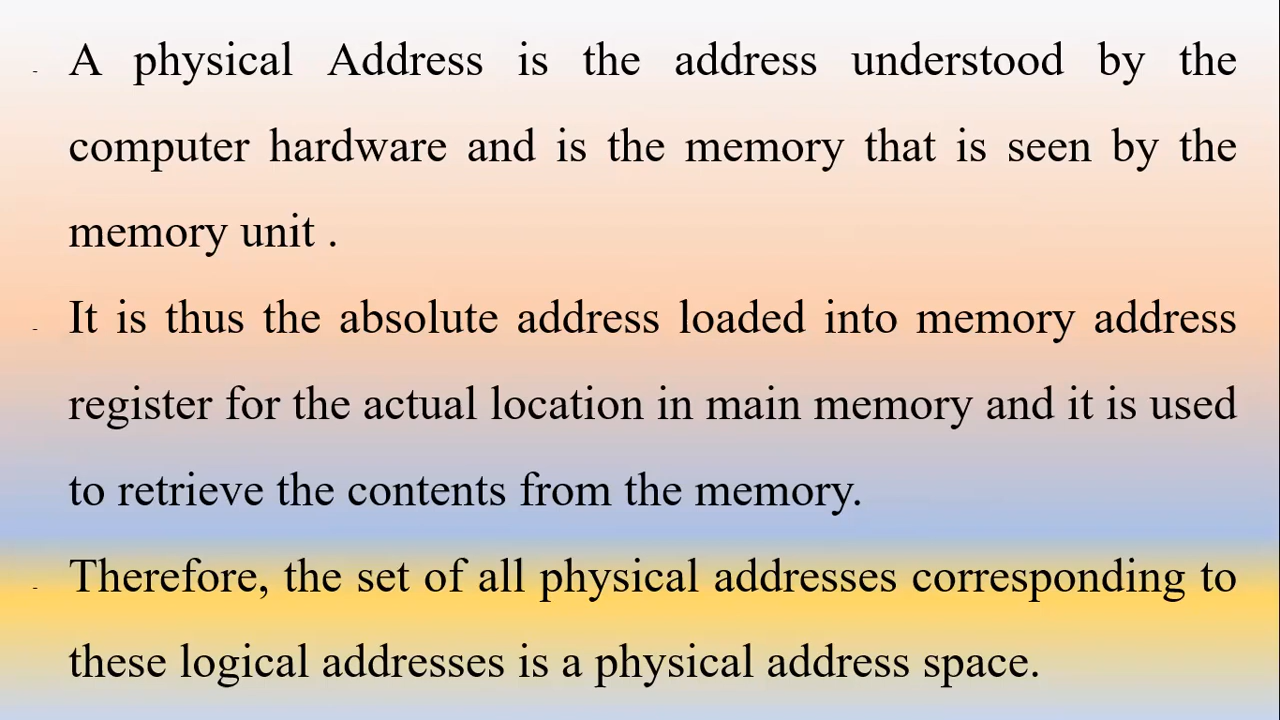 - A physical Address is the address understood by the
computer hardware and is the memory that is seen by the
memory unit .
- It is thus the absolute address loaded into memory address
register for the actual location in main memory and it is used
to retrieve the contents from the memory.
- Therefore, the set of all physical addresses corresponding to
these logical addresses is a physical address space.